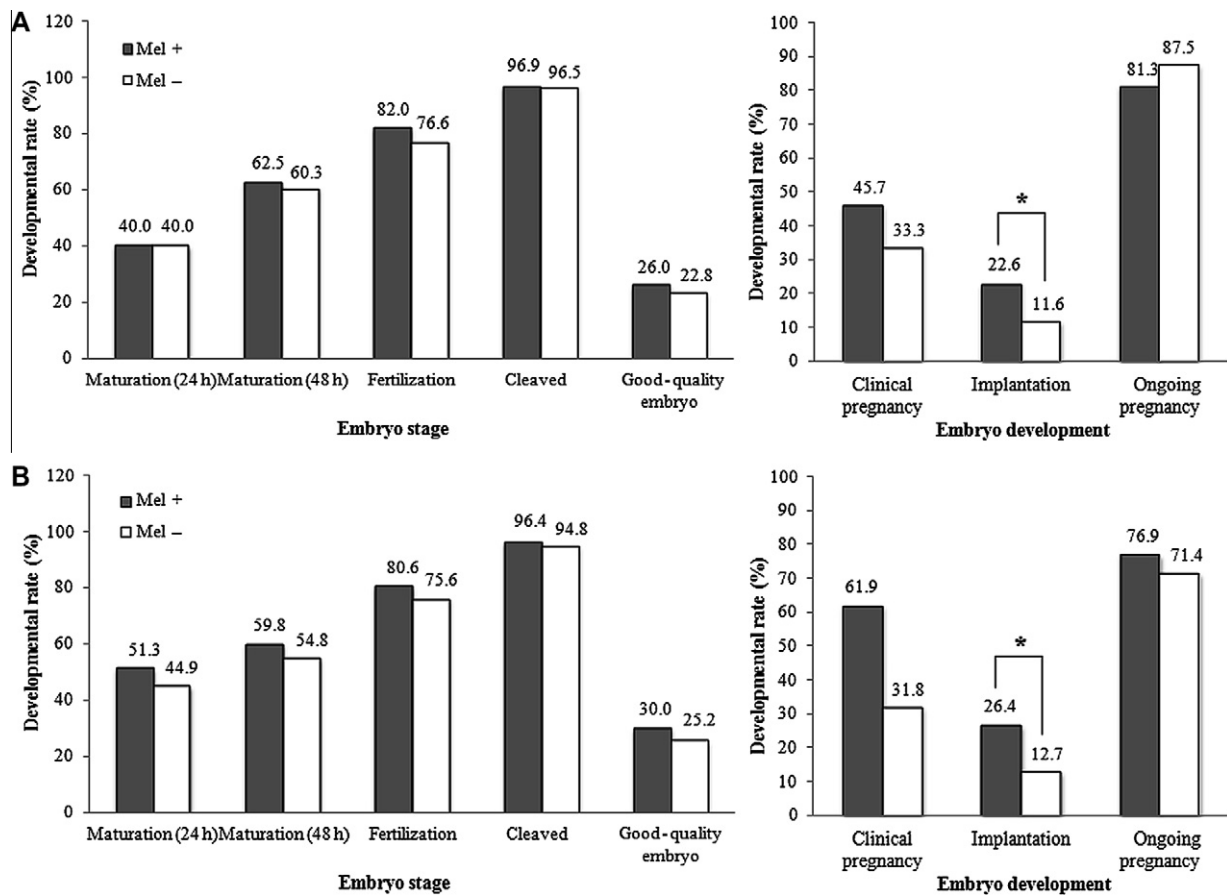 A
120
100
80
60
40
20
0
Developmental rate (%)
Mel +
Mel –
40.0 40.0
62.5 60.3
82.0 76.6
96.9 96.5
26.0 22.8
Maturation (24 h) Maturation (48 h) Fertilization Cleaved Good-quality
embryo
Embryo stage
100
90
80
70
60
50
40
30
20
10
0
Developmental rate (%)
45.7 33.3
*
22.6 11.6
81.3 87.5
Clinical Implantation Ongoing
pregnancy pregnancy
Embryo development
B
120
100
80
60
40
20
0
Developmental rate (%)
Mel +
Mel –
51.3 44.9
59.8 54.8
80.6 75.6
96.4 94.8
30.0 25.2
Maturation (24 h) Maturation (48 h) Fertilization Cleaved Good-quality
embryo
Embryo stage
100
90
80
70
60
50
40
30
20
10
0
Developmental rate (%)
61.9 31.8
*
26.4 12.7
76.9 71.4
Clinical Implantation Ongoing
pregnancy pregnancy
Embryo development